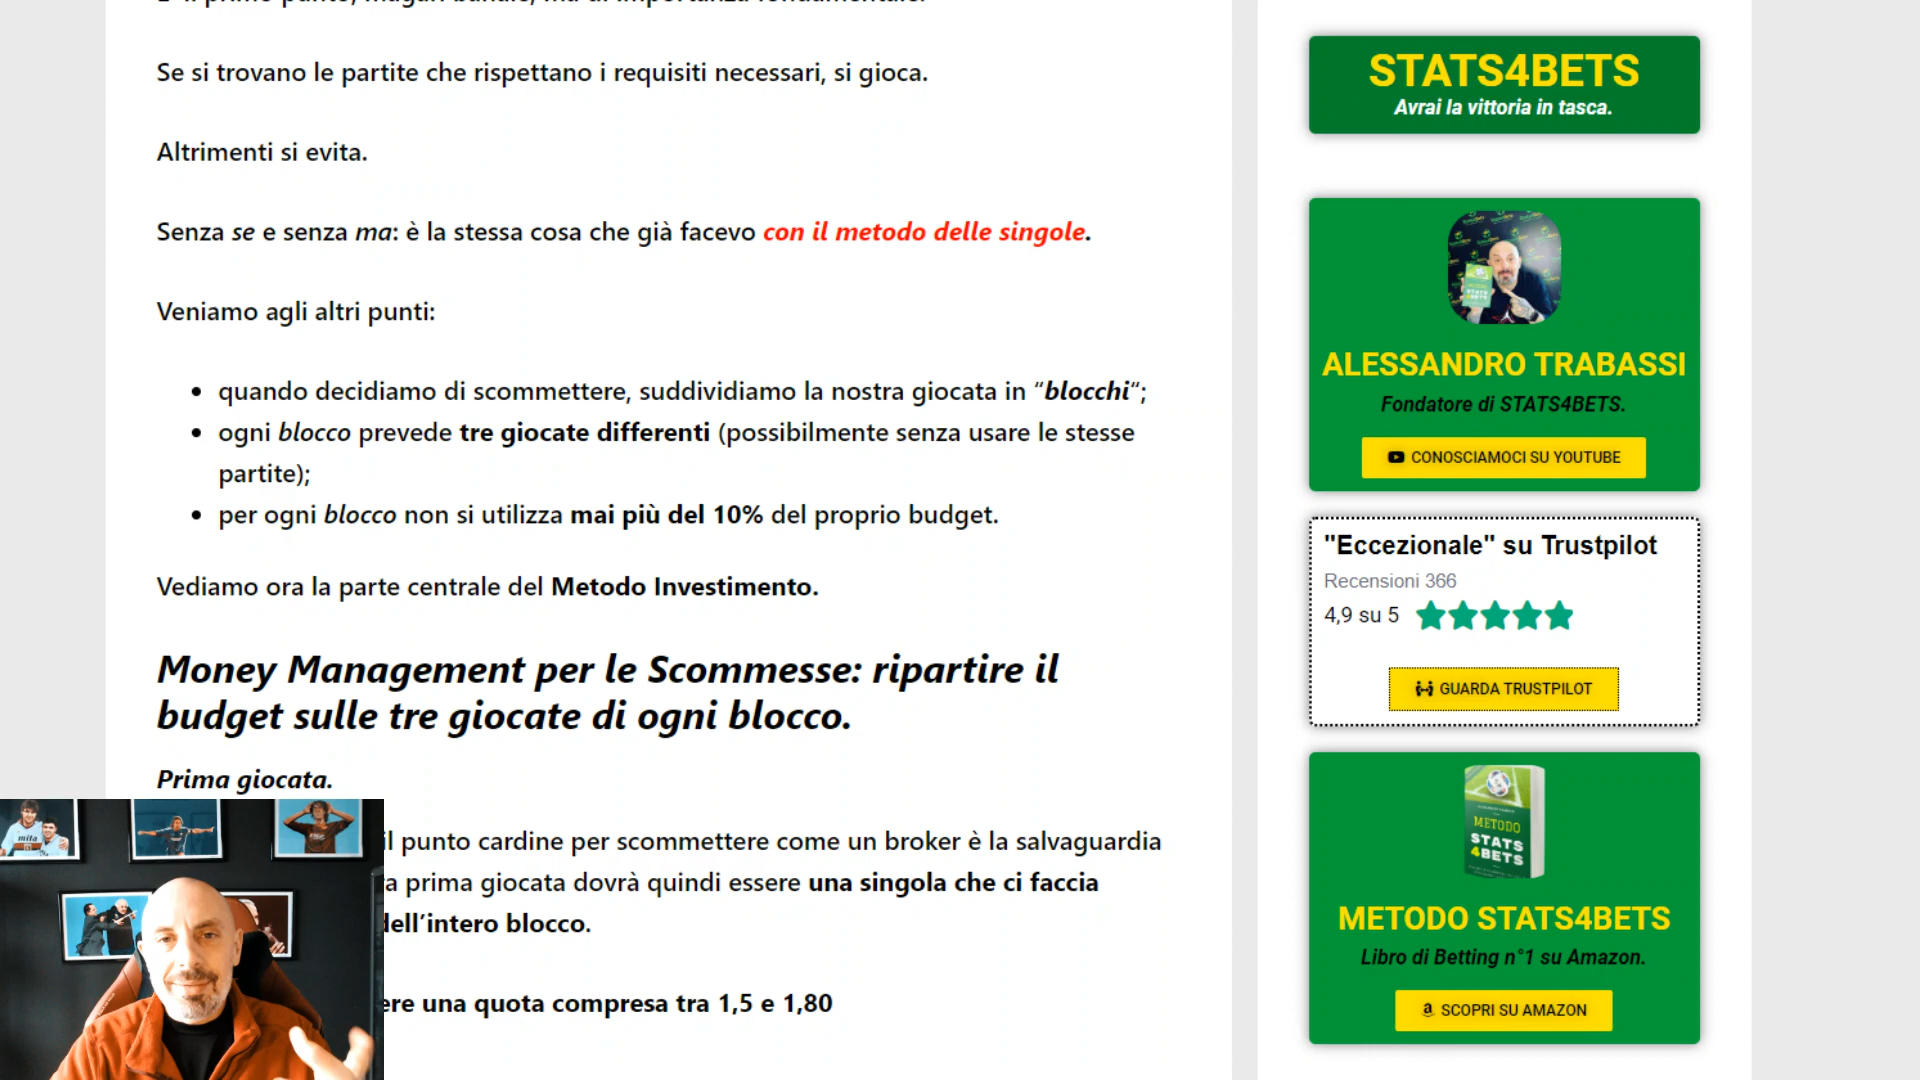 Se si trovano le partite che rispettano i requisiti necessari, si gioca.
Altrimenti si evita.
Senza se e senza ma: è la stessa cosa che già facevo con il metodo delle singole.
Veniamo agli altri punti:
quando decidiamo di scommettere, suddividiamo la nostra giocata in “blocchi“;
ogni blocco prevede tre giocate differenti (possibilmente senza usare le stesse
partite);
per ogni blocco non si utilizza mai più del 10% del proprio budget.
Vediamo ora la parte centrale del Metodo Investimento.
Money Management per le Scommesse: ripartire il
budget sulle tre giocate di ogni blocco.
Prima giocata.
il punto cardine per scommettere come un broker è la salvaguardia
prima giocata dovrà quindi essere una singola che ci faccia
dell’intero blocco.
una quota compresa tra 1,5 e 1,80
STATS4BETS
Avrai la vittoria in tasca.
ALESSANDRO TRABASSI
Fondatore di STATS4BETS.
CONOSCIAMOCI SU YOUTUBE
"Eccezionale" su Trustpilot
Recensioni 366
4,9 su 5
GUARDA TRUSTPILOT
METODO
STATS
4BETS
METODO STATS4BETS
Libro di Betting n°1 su Amazon.
SCOPRI SU AMAZON